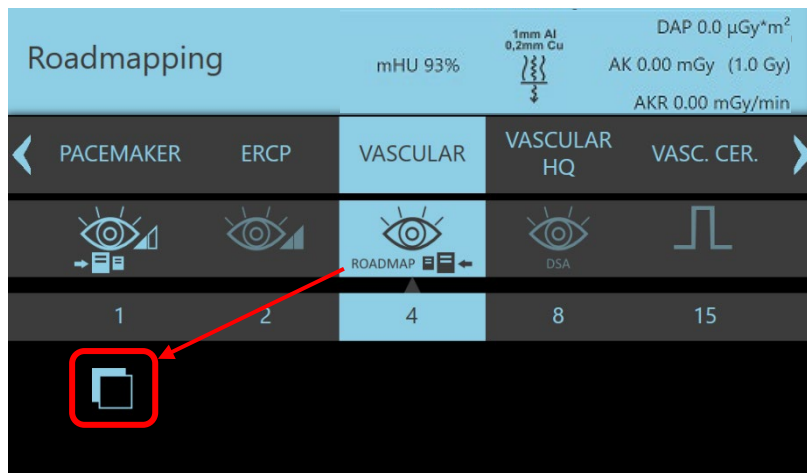 Roadmapping
mHU 93%
1mm Al
0,2mm Cu
DAP 0.0 µGy*m²
AK 0.00 mGy (1.0 Gy)
AKR 0.00 mGy/min
PACEMAKER
ERCP
VASCULAR
VASCULAR
HQ
VASC. CER.
ROADMAP
DSA
1
2
4
8
15